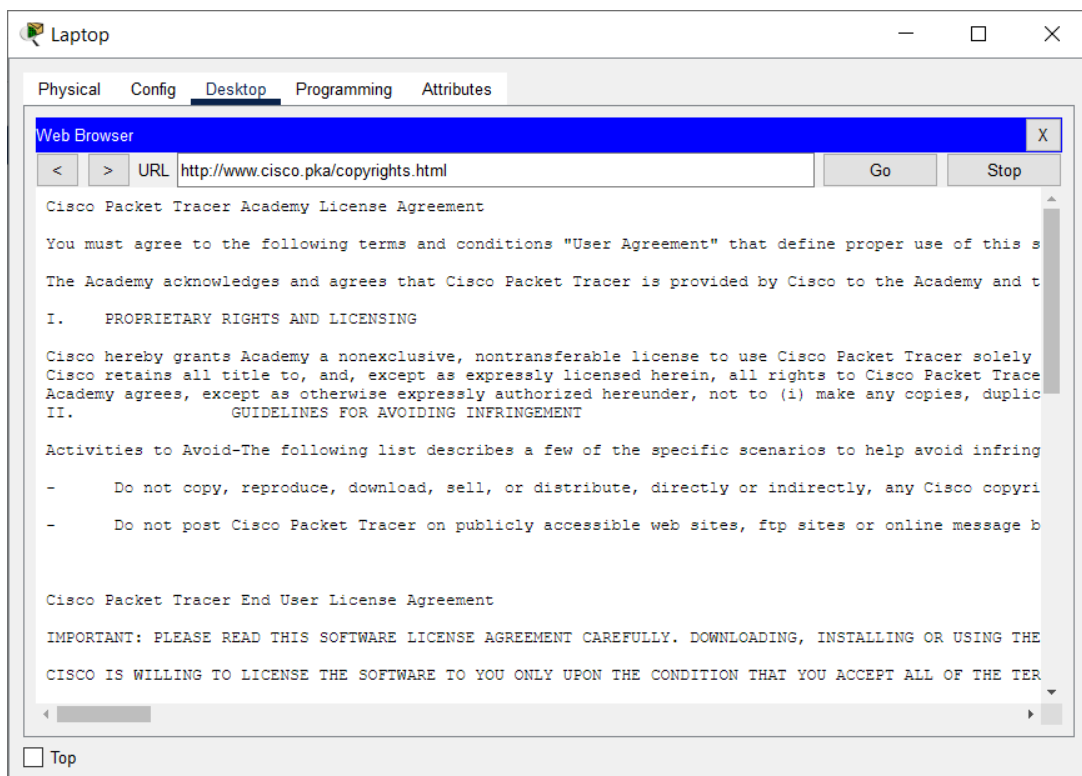 Laptop
Physical Config Desktop Programming Attributes
Web Browser X
< > URL http://www.cisco.pka/copyrights.html Go Stop
Cisco Packet Tracer Academy License Agreement
You must agree to the following terms and conditions "User Agreement" that define proper use of this s
The Academy acknowledges and agrees that Cisco Packet Tracer is provided by Cisco to the Academy and t
I. PROPRIETARY RIGHTS AND LICENSING
Cisco hereby grants Academy a nonexclusive, nontransferable license to use Cisco Packet Tracer solely
Cisco retains all title to, and, except as expressly licensed herein, all rights to Cisco Packet Trace
Academy agrees, except as otherwise expressly authorized hereunder, not to (i) make any copies, duplic
II. GUIDELINES FOR AVOIDING INFRINGEMENT
Activities to Avoid-The following list describes a few of the specific scenarios to help avoid infring
- Do not copy, reproduce, download, sell, or distribute, directly or indirectly, any Cisco copyri
- Do not post Cisco Packet Tracer on publicly accessible web sites, ftp sites or online message b
Cisco Packet Tracer End User License Agreement
IMPORTANT: PLEASE READ THIS SOFTWARE LICENSE AGREEMENT CAREFULLY. DOWNLOADING, INSTALLING OR USING THE
CISCO IS WILLING TO LICENSE THE SOFTWARE TO YOU ONLY UPON THE CONDITION THAT YOU ACCEPT ALL OF THE TER
Top